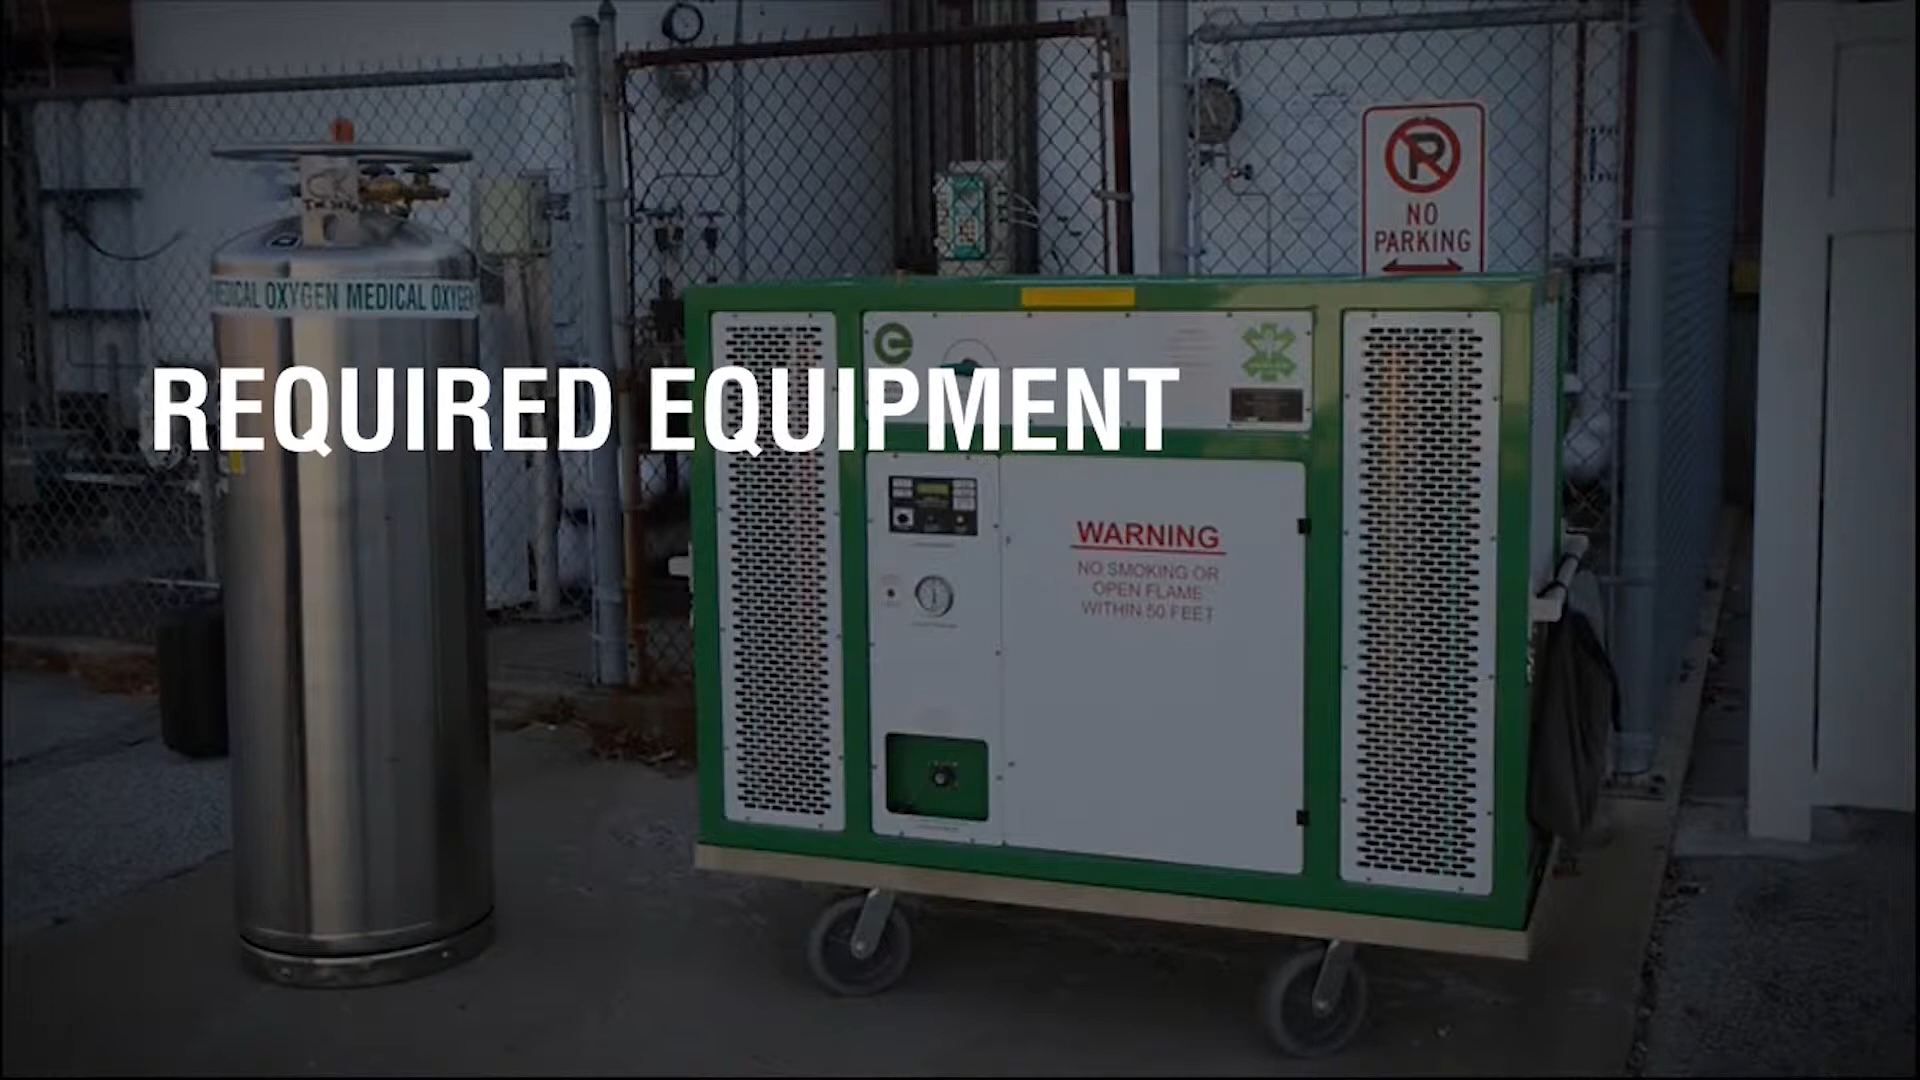 NO
PARKING
MEDICAL OXYGEN MEDICAL OXYGEN
REQUIRED EQUIPMENT
WARNING
NO SMOKING OR
OPEN FLAME
WITHIN 50 FEET